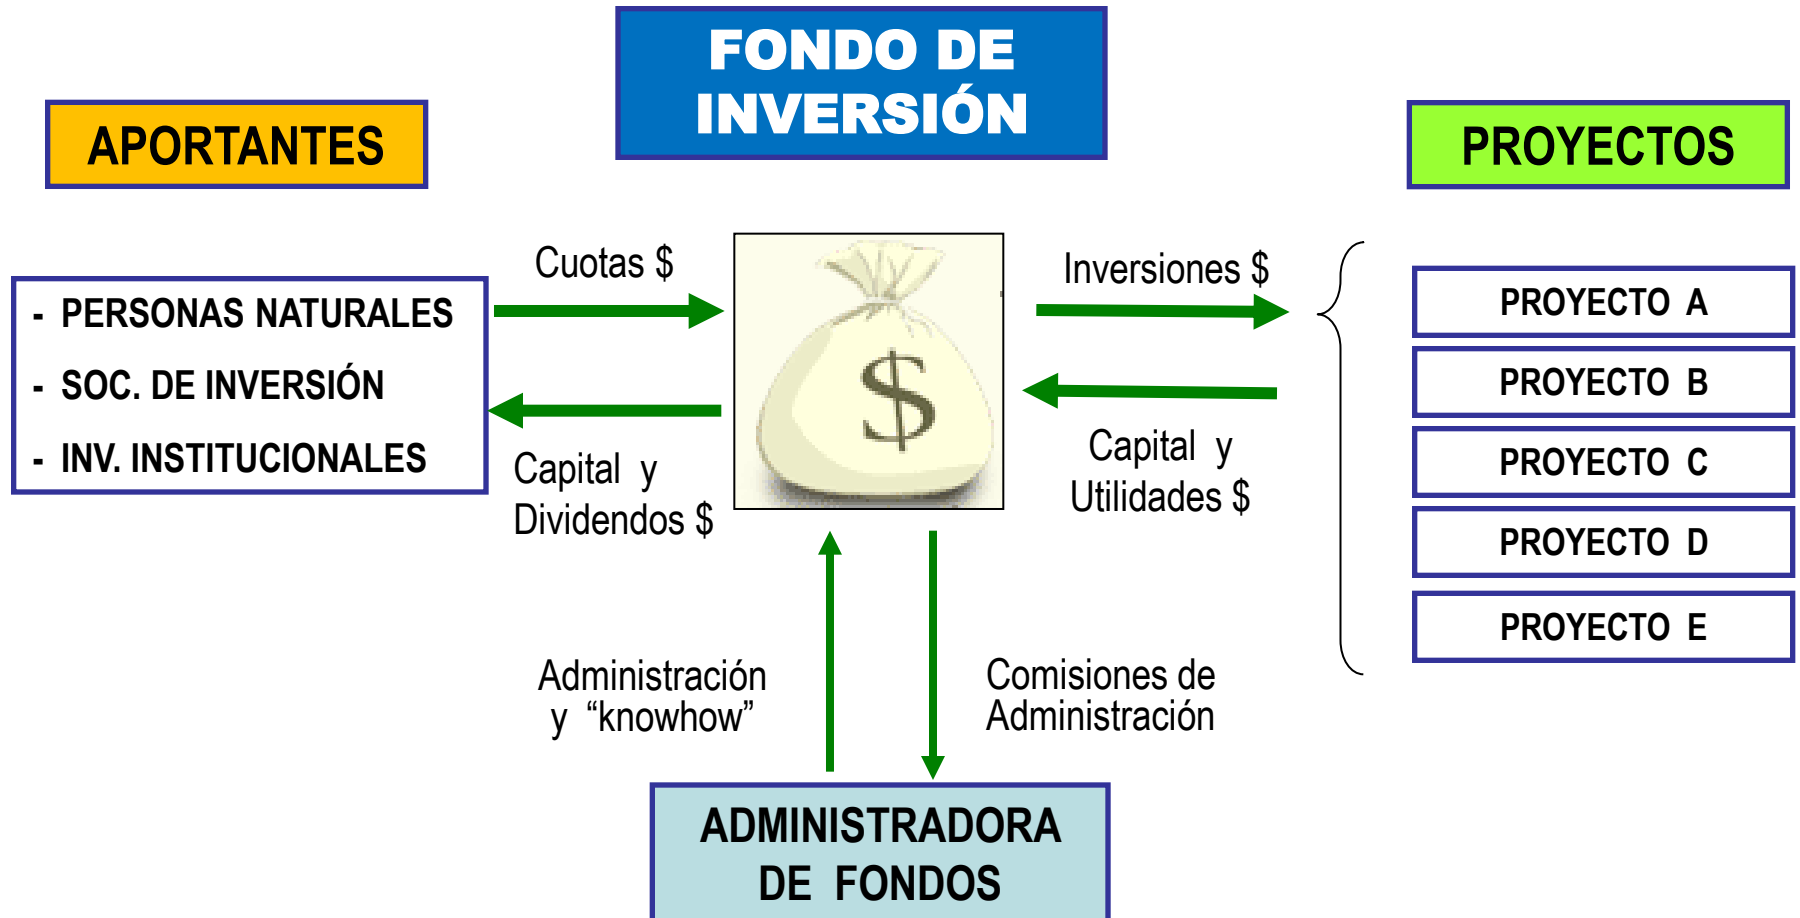 FONDO DE
INVERSIÓN
APORTANTES
PROYECTOS
Cuotas $
Inversiones $
- PERSONAS NATURALES
- SOC. DE INVERSIÓN
- INV. INSTITUCIONALES
$
Capital y
Dividendos $
Capital y
Utilidades $
PROYECTO A
PROYECTO B
PROYECTO C
PROYECTO D
PROYECTO E
Administración
y “knowhow”
Comisiones de
Administración
ADMINISTRADORA
DE FONDOS